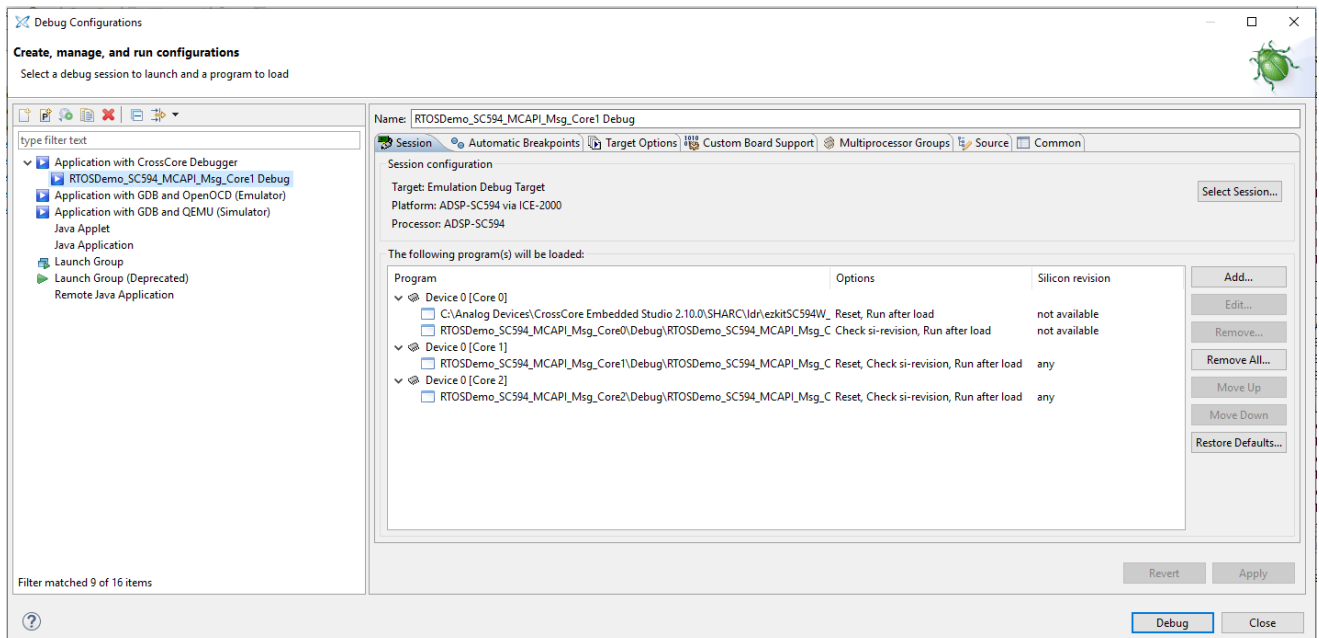 Debug Configurations
Create, manage, and run configurations
Select a debug session to launch and a program to load
type filter text
Application with CrossCore Debugger
RTOSDemo_SC594_MCAPI_Msg_Core1 Debug
Application with GDB and OpenOCD (Emulator)
Application with GDB and QEMU (Simulator)
Java Applet
Java Application
Launch Group
Launch Group (Deprecated)
Remote Java Application
Filter matched 9 of 16 items
Name: RTOSDemo_SC594_MCAPI_Msg_Core1 Debug
Session Automatic Breakpoints Target Options Custom Board Support Multiprocessor Groups Source Common
Session configuration
Target: Emulation Debug Target
Platform: ADSP-SC594 via ICE-2000
Processor: ADSP-SC594
Select Session...
The following program(s) will be loaded:
Program Options Silicon revision
Device 0 [Core 0]
C:\Analog Devices\CrossCore Embedded Studio 2.10.0\SHARC\ldr\ezkitSC594W_ Reset, Run after load not available
RTOSDemo_SC594_MCAPI_Msg_Core0\Debug\RTOSDemo_SC594_MCAPI_Msg_C Check si-revision, Run after load not available
Device 0 [Core 1]
RTOSDemo_SC594_MCAPI_Msg_Core1\Debug\RTOSDemo_SC594_MCAPI_Msg_C Reset, Check si-revision, Run after load any
Device 0 [Core 2]
RTOSDemo_SC594_MCAPI_Msg_Core2\Debug\RTOSDemo_SC594_MCAPI_Msg_C Reset, Check si-revision, Run after load any
Add...
Edit...
Remove...
Remove All...
Move Up
Move Down
Restore Defaults...
Revert Apply
Debug Close